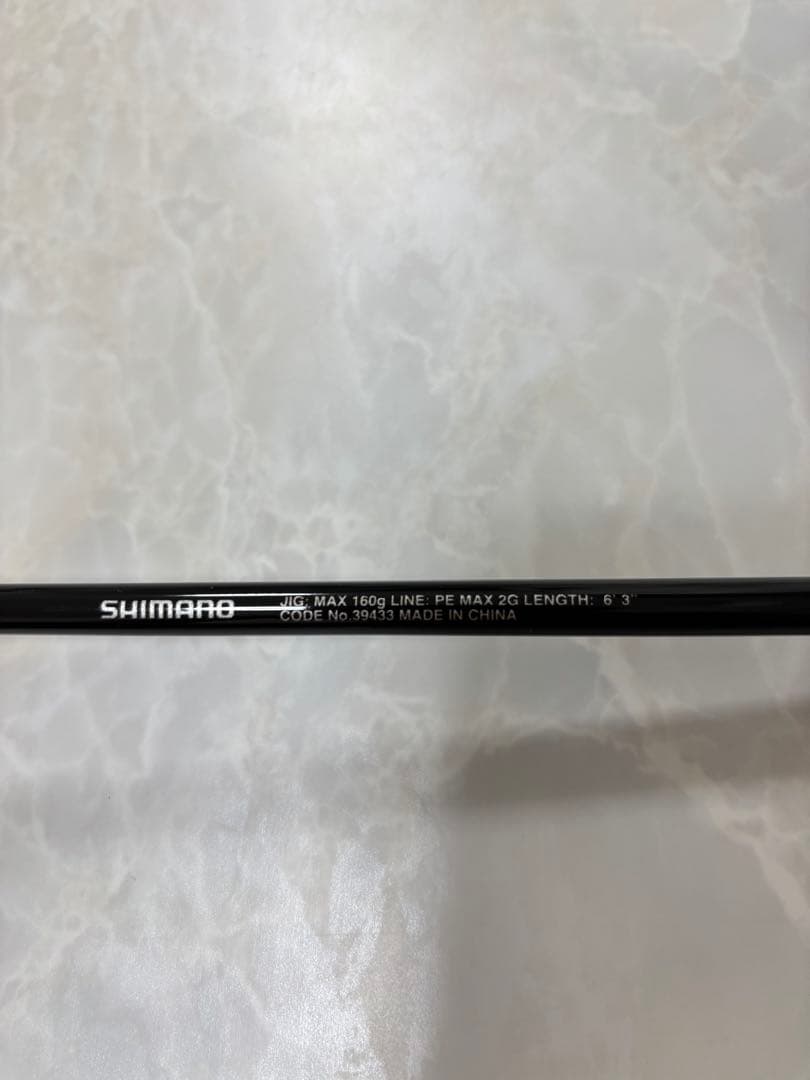 SHIMANO
JIG: MAX 160g LINE: PE MAX 2G LENGTH: 6' 3"
CODE No.39433 MADE IN CHINA